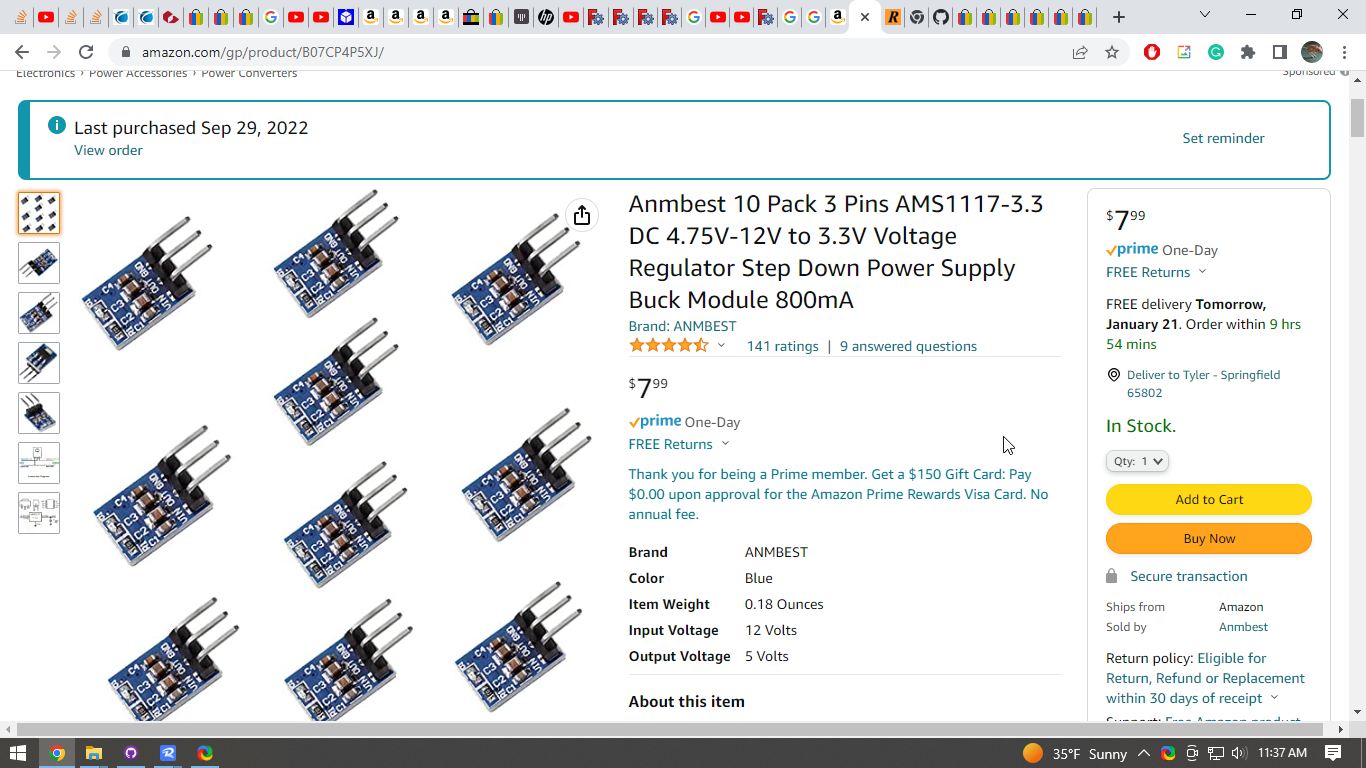 amazon.com/gp/product/B07CP4P5XJ/
Electronics › Power Accessories › Power Converters
Sponsored
Last purchased Sep 29, 2022
View order
Set reminder
Anmbest 10 Pack 3 Pins AMS1117-3.3
DC 4.75V-12V to 3.3V Voltage
Regulator Step Down Power Supply
Buck Module 800mA
Brand: ANMBEST
141 ratings | 9 answered questions
$7 99
prime One-Day
FREE Returns
Thank you for being a Prime member. Get a $150 Gift Card: Pay
$0.00 upon approval for the Amazon Prime Rewards Visa Card. No
annual fee.
Brand ANMBEST
Color Blue
Item Weight 0.18 Ounces
Input Voltage 12 Volts
Output Voltage 5 Volts
About this item
$7 99
prime One-Day
FREE Returns
FREE delivery Tomorrow,
January 21. Order within 9 hrs
54 mins
Deliver to Tyler - Springfield
65802
In Stock.
Qty: 1
Add to Cart
Buy Now
Secure transaction
Ships from Amazon
Sold by Anmbest
Return policy: Eligible for
Return, Refund or Replacement
within 30 days of receipt
Support: Free Amazon product
35°F Sunny
11:37 AM